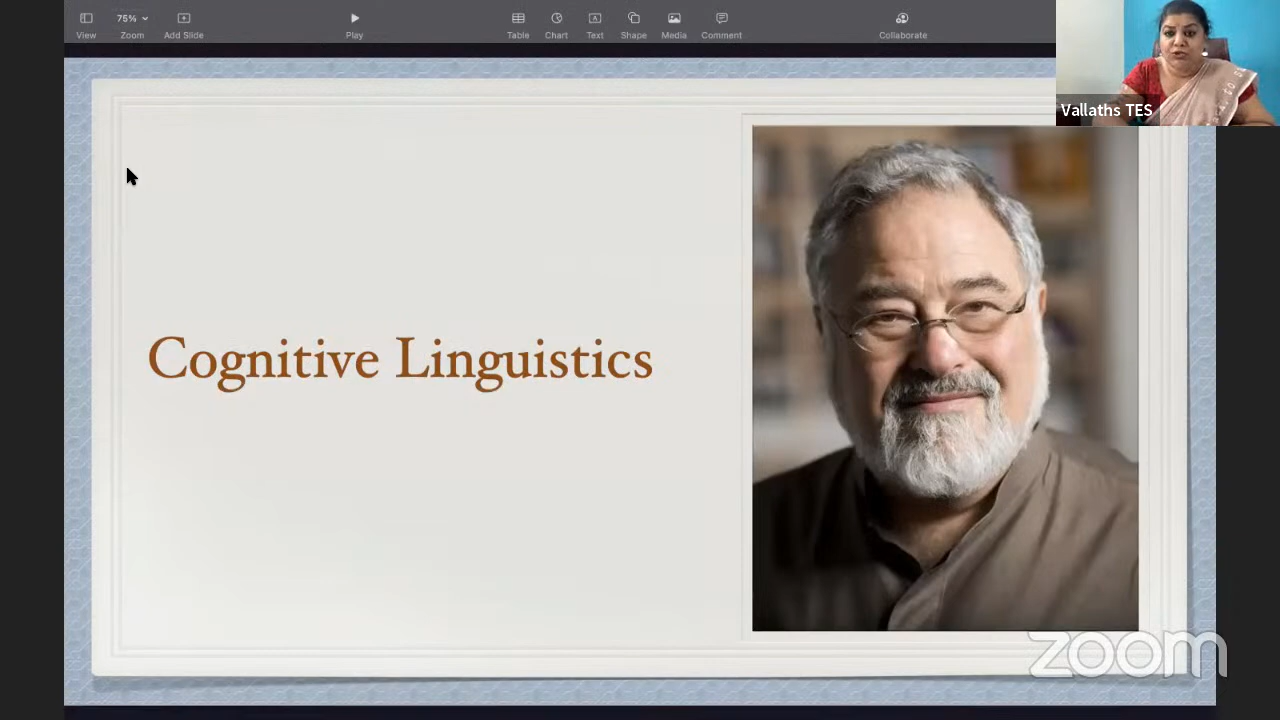 View
75%
Zoom
Add Slide
Play
Table
Chart
Text
Shape
Media
Comment
Collaborate
Vallaths TES
Cognitive Linguistics
zoom